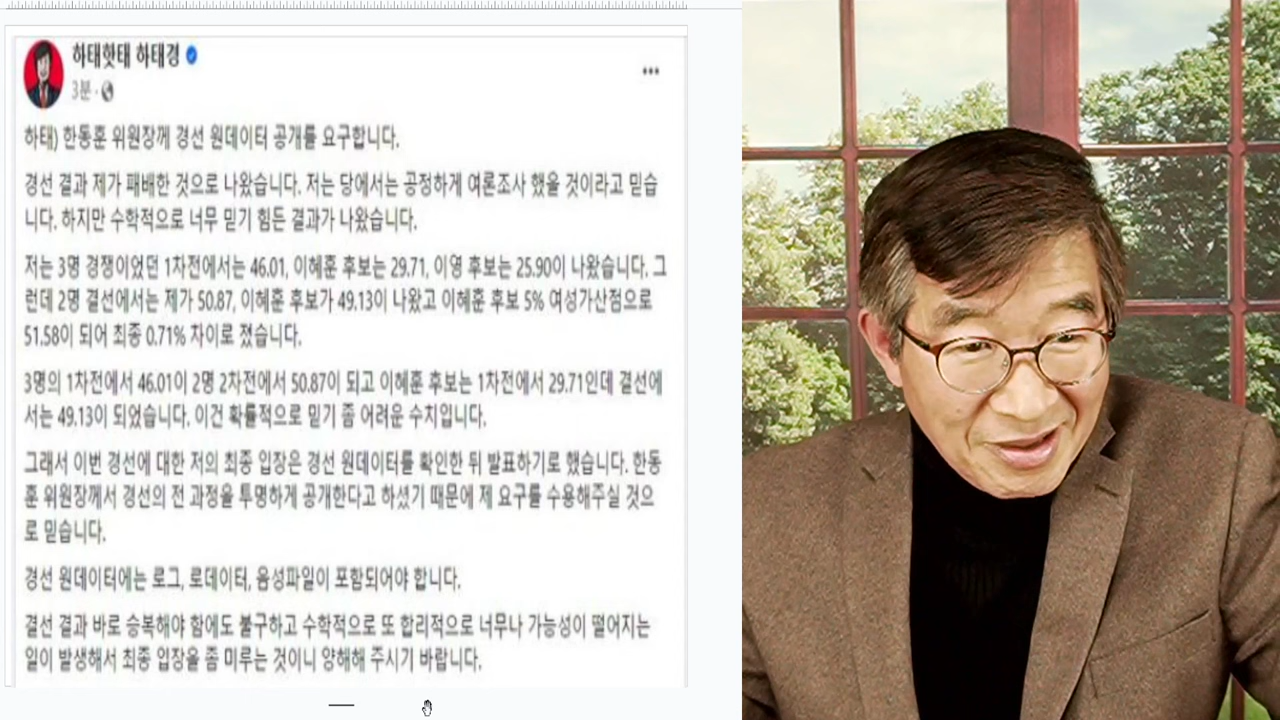 하태핫태 하태경
3분 ·
하태) 한동훈 위원장께 경선 원데이터 공개를 요구합니다.
경선 결과 제가 패배한 것으로 나왔습니다. 저는 당에서는 공정하게 여론조사 했을 것이라고 믿습
니다. 하지만 수학적으로 너무 믿기 힘든 결과가 나왔습니다.
저는 3명 경쟁이었던 1차전에서는 46.01, 이혜훈 후보는 29.71, 이영 후보는 25.90이 나왔습니다. 그
런데 2명 결선에서는 제가 50.87, 이혜훈 후보가 49.13이 나왔고 이혜훈 후보 5% 여성가산점으로
51.58이 되어 최종 0.71% 차이로 졌습니다.
3명의 1차전에서 46.01이 2명 2차전에서 50.87이 되고 이혜훈 후보는 1차전에서 29.71인데 결선에
서는 49.13이 되었습니다. 이건 확률적으로 믿기 좀 어려운 수치입니다.
그래서 이번 경선에 대한 저의 최종 입장은 경선 원데이터를 확인한 뒤 발표하기로 했습니다. 한동
훈 위원장께서 경선의 전 과정을 투명하게 공개한다고 하셨기 때문에 제 요구를 수용해주실 것으
로 믿습니다.
경선 원데이터에는 로그, 로데이터, 음성파일이 포함되어야 합니다.
결선 결과 바로 승복해야 함에도 불구하고 수학적으로 또 합리적으로 너무나 가능성이 떨어지는
일이 발생해서 최종 입장을 좀 미루는 것이니 양해해 주시기 바랍니다.